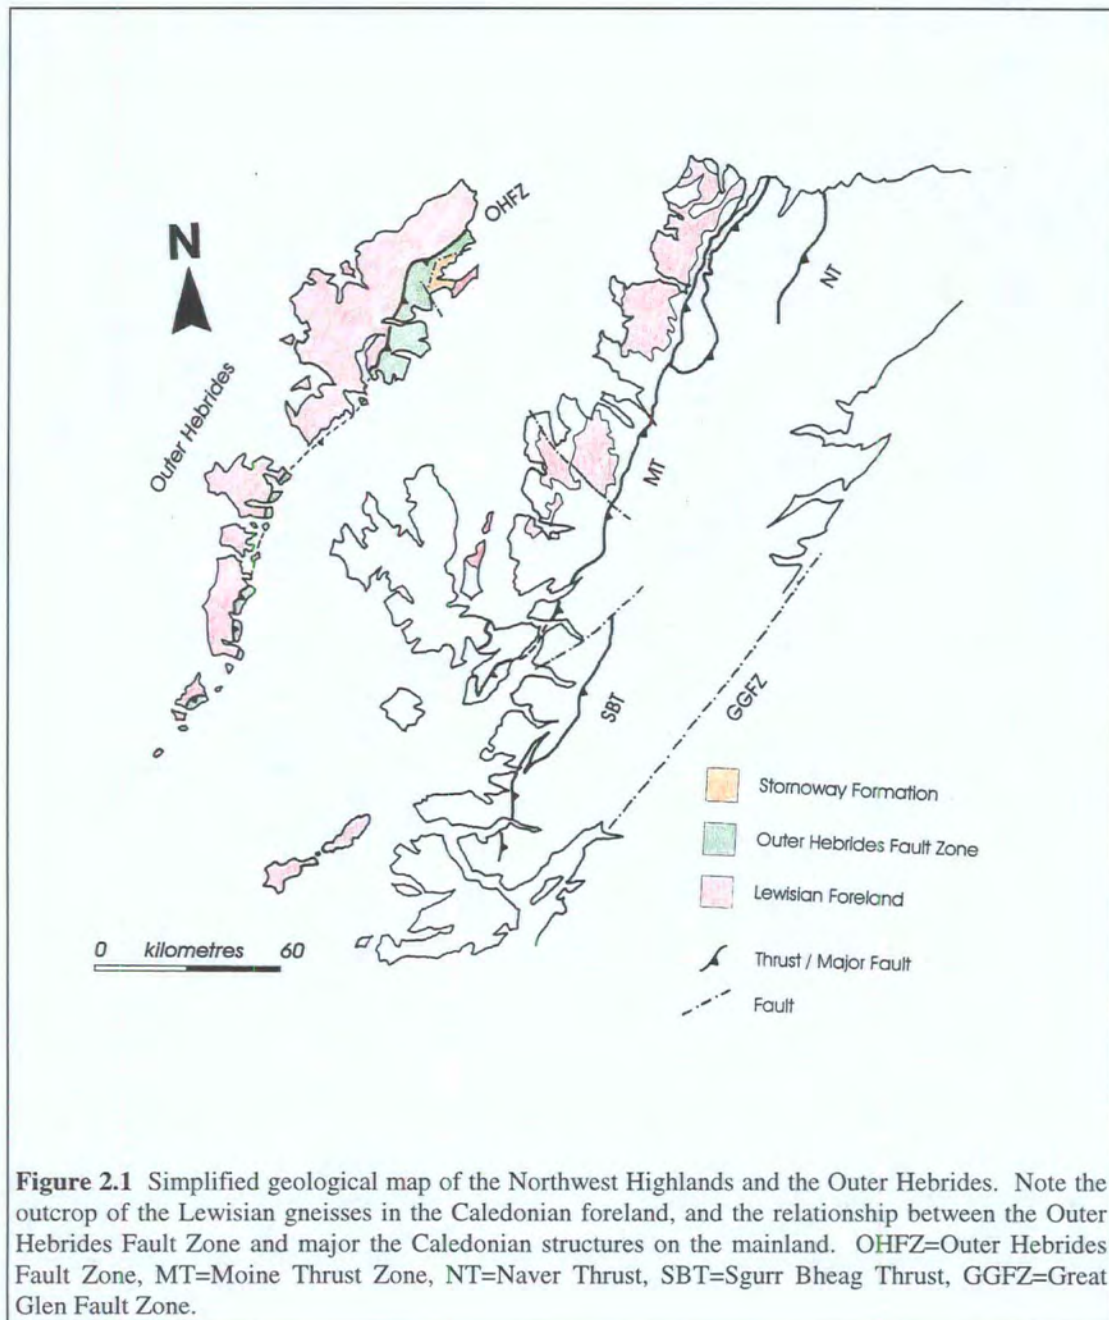 OHFZ
N
NT
Outer Hebrides
MT
SBT
GGFZ
Stornoway Formation
Outer Hebrides Fault Zone
Lewisian Foreland
0 kilometres 60
Thrust / Major Fault
Fault
Figure 2.1 Simplified geological map of the Northwest Highlands and the Outer Hebrides. Note the
outcrop of the Lewisian gneisses in the Caledonian foreland, and the relationship between the Outer
Hebrides Fault Zone and major the Caledonian structures on the mainland. OHFZ=Outer Hebrides
Fault Zone, MT=Moine Thrust Zone, NT=Naver Thrust, SBT=Sgurr Bheag Thrust, GGFZ=Great
Glen Fault Zone.